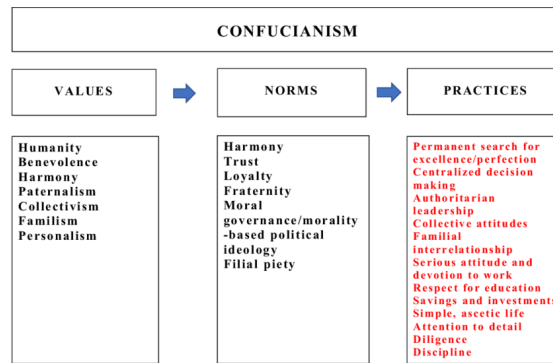 CONFUCIANISM
VALUES
NORMS
PRACTICES
Humanity
Benevolence
Harmony
Paternalism
Collectivism
Familism
Personalism
Harmony
Trust
Loyalty
Fraternity
Moral
governance/morality
-based political
ideology
Filial piety
Permanent search for
excellence/perfection
Centralized decision
making
Authoritarian
leadership
Collective attitudes
Familial
interrelationship
Serious attitude and
devotion to work
Respect for education
Savings and investments
Simple, ascetic life
Attention to detail
Diligence
Discipline